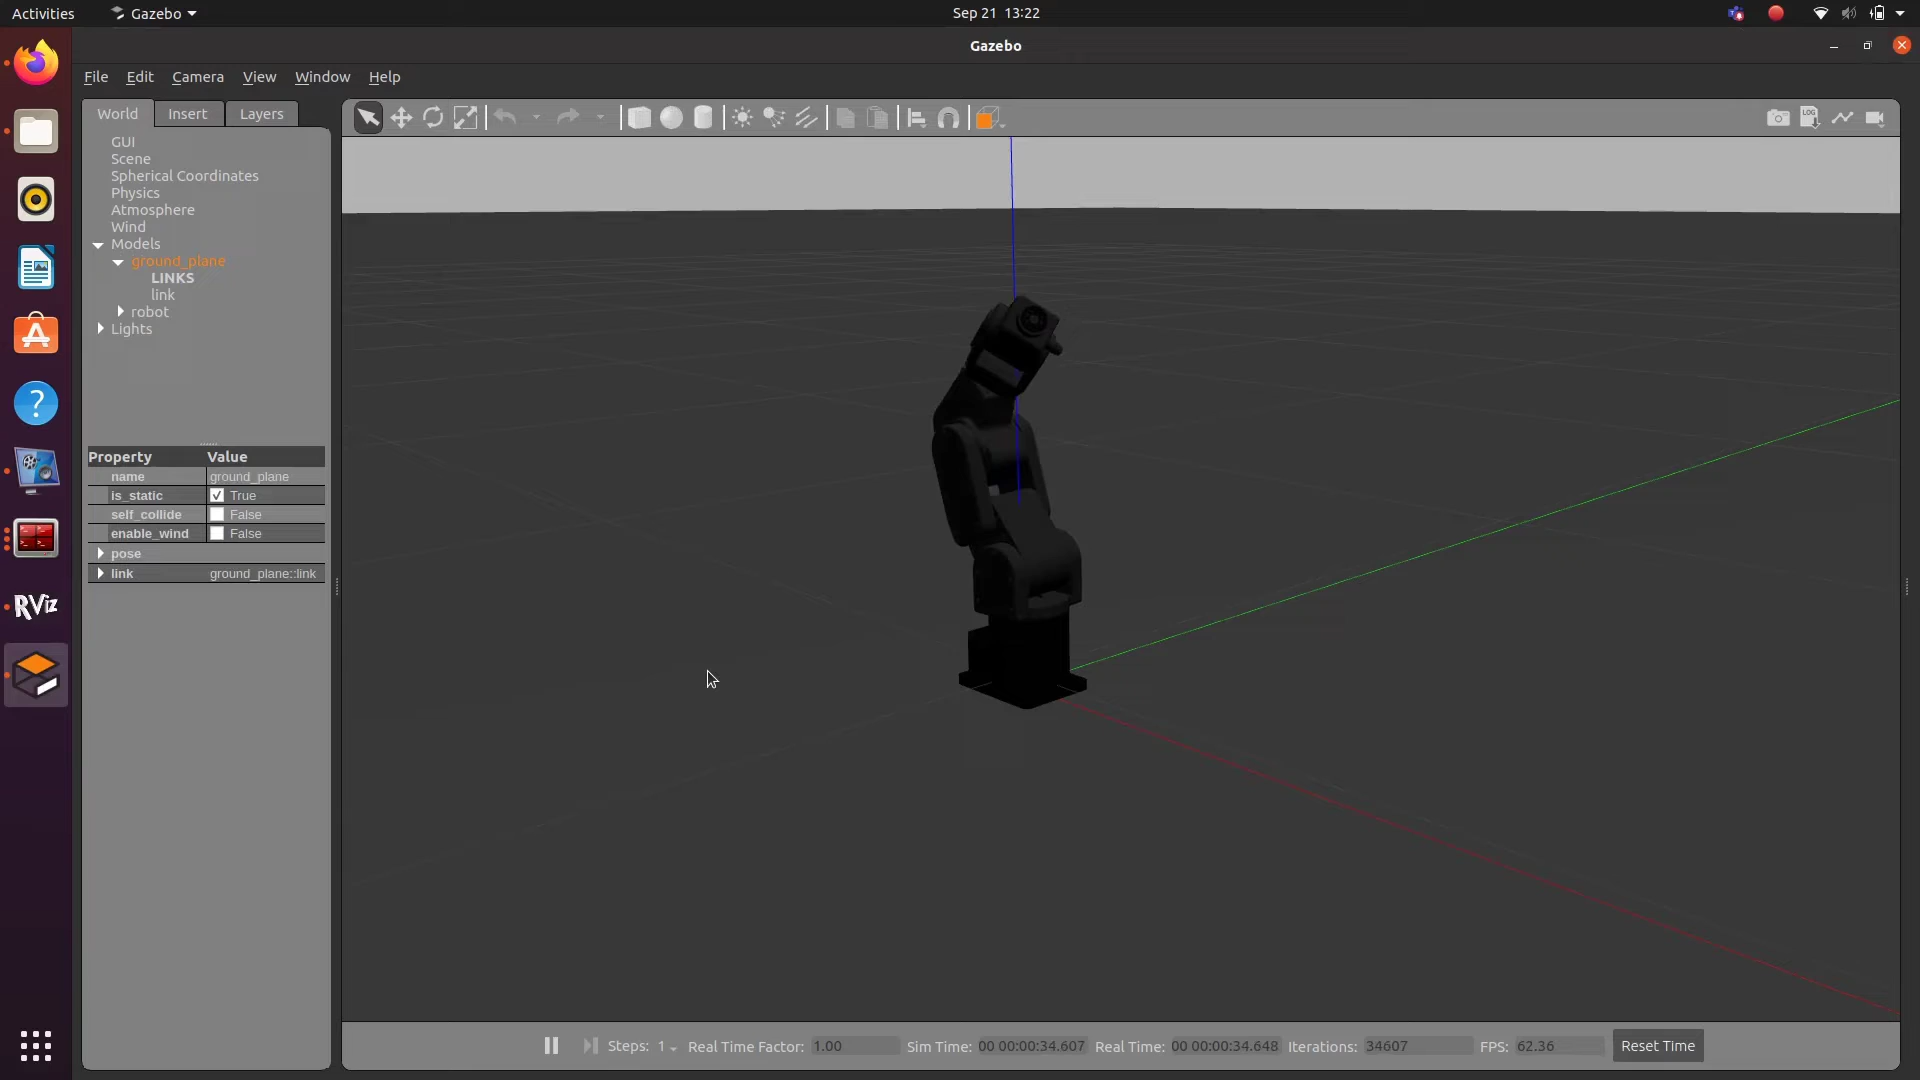 Activities
Gazebo
Sep 21 13:22
Gazebo
File Edit Camera View Window Help
World Insert Layers
LOG
GUI
Scene
Spherical Coordinates
Physics
Atmosphere
Wind
Models
ground_plane
LINKS
link
robot
Lights
Property Value
name ground_plane
is_static True
self_collide False
enable_wind False
pose
link ground_plane::link
RViz
Steps: 1 Real Time Factor: 1.00 Sim Time: 00 00:00:34.607 Real Time: 00 00:00:34.648 Iterations: 34607 FPS: 62.36 Reset Time